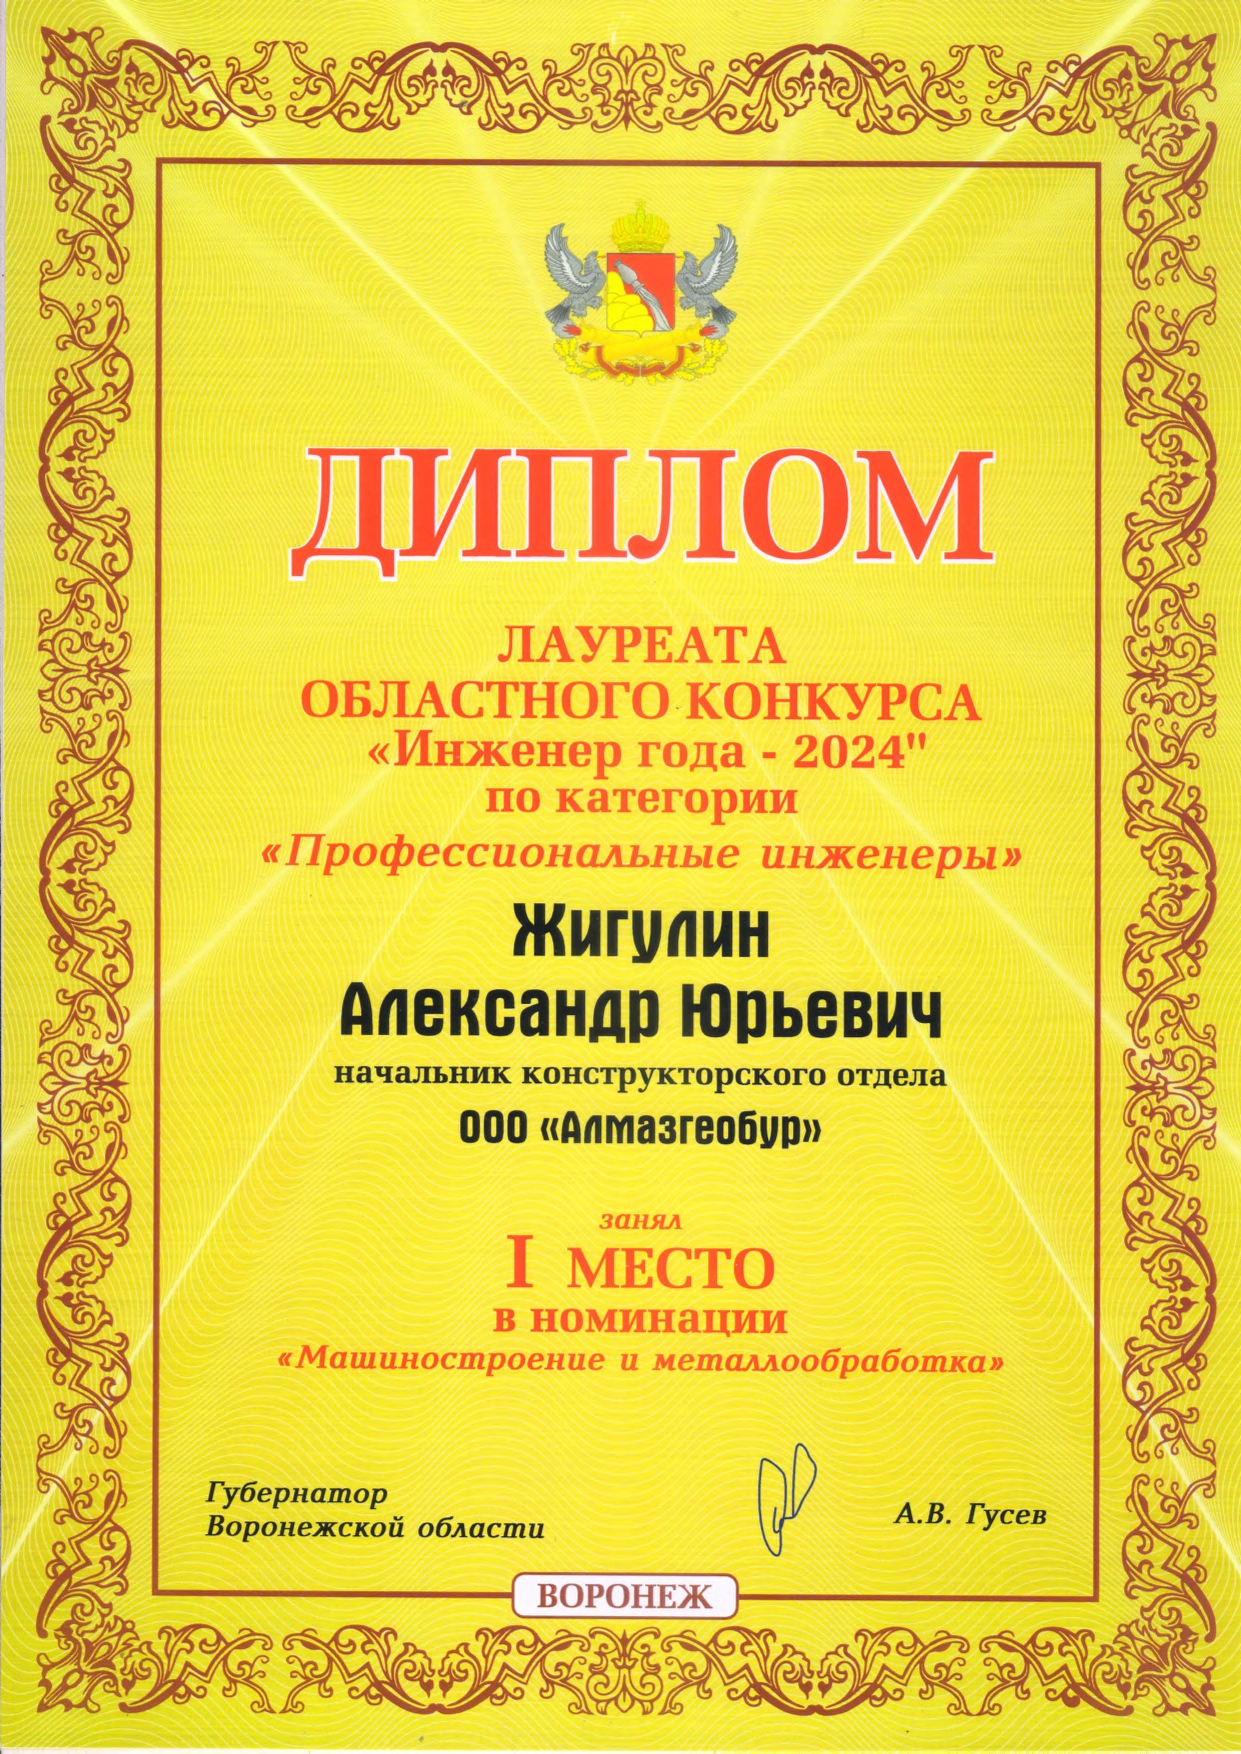 ДИПЛОМ
ЛАУРЕАТА
ОБЛАСТНОГО КОНКУРСА
«Инженер года - 2024"
по категории
«Профессиональные инженеры»
Жигулин
Александр Юрьевич
начальник конструкторского отдела
ООО «Алмазгеобур»
занял
I МЕСТО
в номинации
«Машиностроение и металлообработка»
Губернатор
Воронежской области
А.В. Гусев
ВОРОНЕЖ